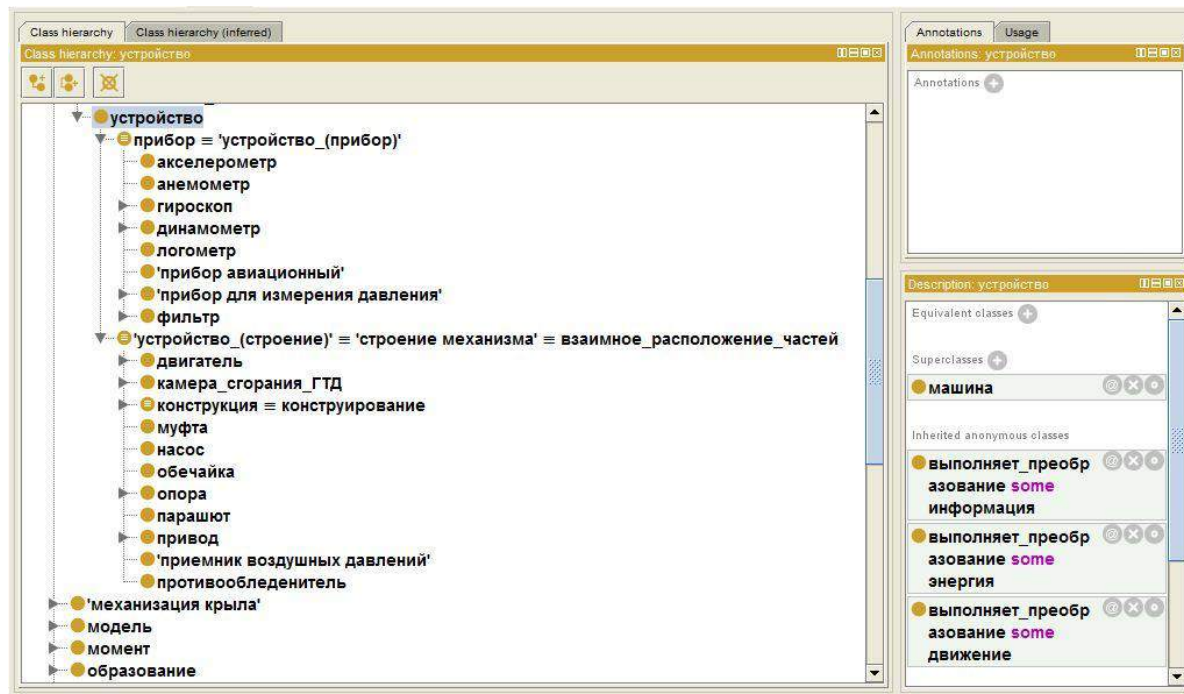 Class hierarchy Class hierarchy (inferred)
Class hierarchy: устройство
устройство
прибор ≡ 'устройство_(прибор)'
акселерометр
анемометр
гироскоп
динамометр
логометр
'прибор авиационный'
'прибор для измерения давления'
фильтр
'устройство_(строение)' ≡ 'строение механизма' ≡ взаимное_расположение_частей
двигатель
камера_сгорания_ГТД
конструкция ≡ конструирование
муфта
насос
обечайка
опора
парашют
привод
'приемник воздушных давлений'
противообледенитель
'механизация крыла'
модель
момент
образование
Annotations Usage
Annotations: устройство
Annotations
Description: устройство
Equivalent classes
Superclasses
машина
Inherited anonymous classes
выполняет_преобр
азование some
информация
выполняет_преобр
азование some
энергия
выполняет_преобр
азование some
движение